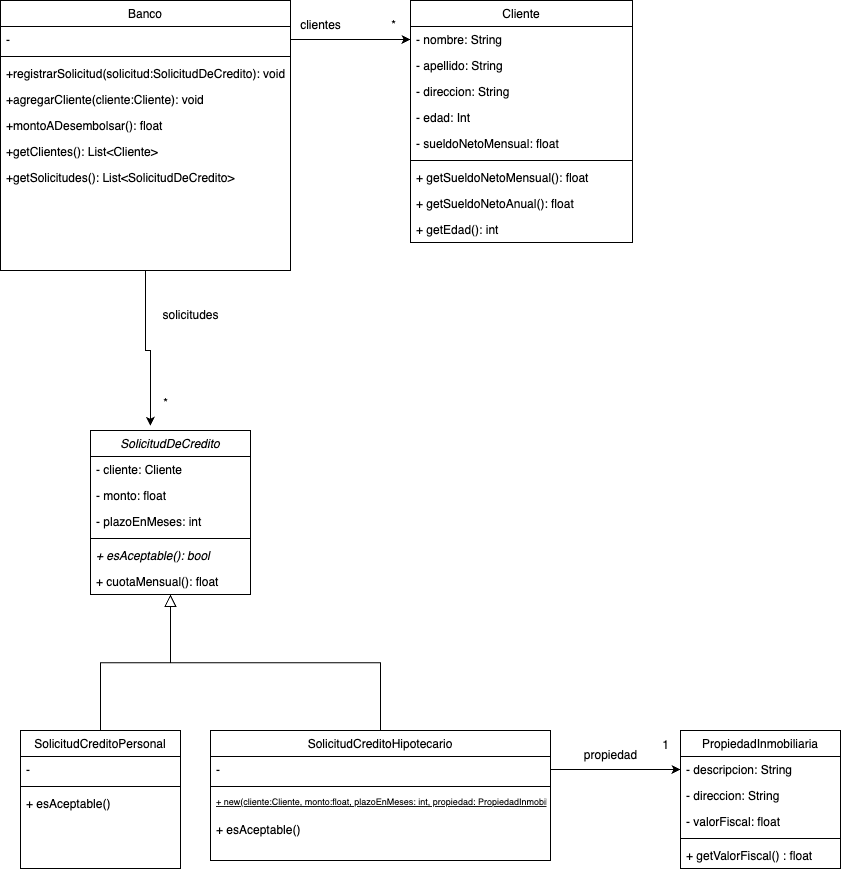 Banco
-
+registrarSolicitud(solicitud:SolicitudDeCredito): void
+agregarCliente(cliente:Cliente): void
+montoADesembolsar(): float
+getClientes(): List<Cliente>
+getSolicitudes(): List<SolicitudDeCredito>
clientes
*
Cliente
- nombre: String
- apellido: String
- direccion: String
- edad: Int
- sueldoNetoMensual: float
+ getSueldoNetoMensual(): float
+ getSueldoNetoAnual(): float
+ getEdad(): int
solicitudes
*
SolicitudDeCredito
- cliente: Cliente
- monto: float
- plazoEnMeses: int
+ esAceptable(): bool
+ cuotaMensual(): float
SolicitudCreditoPersonal
-
+ esAceptable()
SolicitudCreditoHipotecario
-
+ new(cliente:Cliente, monto:float, plazoEnMeses: int, propiedad: PropiedadInmobi
+ esAceptable()
propiedad
1
PropiedadInmobiliaria
- descripcion: String
- direccion: String
- valorFiscal: float
+ getValorFiscal() : float